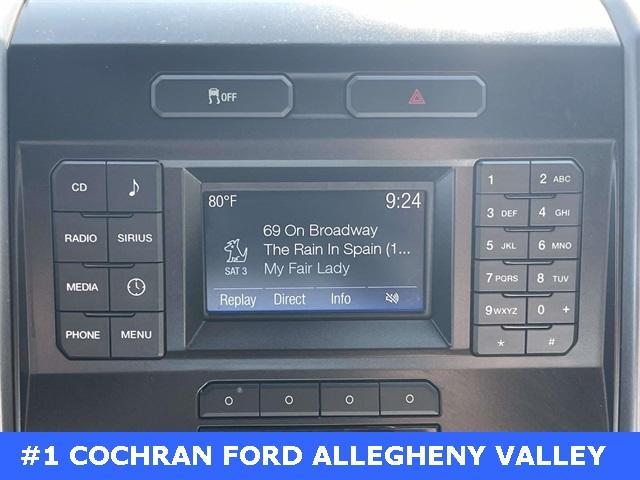 OFF
CD
RADIO SIRIUS
MEDIA
PHONE MENU
80°F 9:24
69 On Broadway
The Rain In Spain (1...
My Fair Lady
SAT 3
Replay Direct Info
1 2 ABC
3 DEF 4 GHI
5 JKL 6 MNO
7 PQRS 8 TUV
9 WXYZ 0 +
* #
#1 COCHRAN FORD ALLEGHENY VALLEY